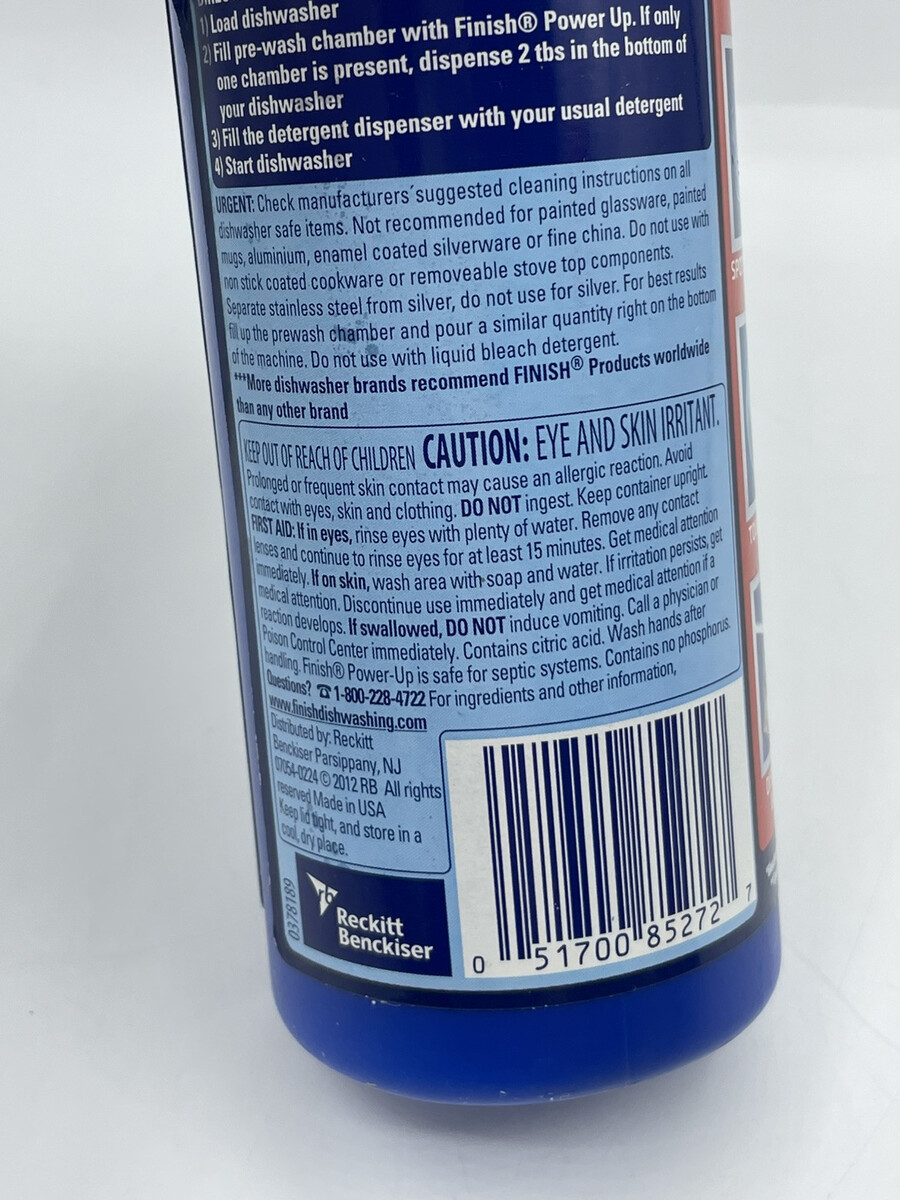 1) Load dishwasher
2) Fill pre-wash chamber with Finish® Power Up. If only
one chamber is present, dispense 2 tbs in the bottom of
your dishwasher
3) Fill the detergent dispenser with your usual detergent
4) Start dishwasher
URGENT: Check manufacturers´suggested cleaning instructions on all
dishwasher safe items. Not recommended for painted glassware, painted
mugs, aluminium, enamel coated silverware or fine china. Do not use with
non stick coated cookware or removeable stove top components.
Separate stainless steel from silver, do not use for silver. For best results
fill up the prewash chamber and pour a similar quantity right on the bottom
of the machine. Do not use with liquid bleach detergent.
***More dishwasher brands recommend FINISH® Products worldwide
than any other brand
KEEP OUT OF REACH OF CHILDREN CAUTION: EYE AND SKIN IRRITANT.
Prolonged or frequent skin contact may cause an allergic reaction. Avoid
contact with eyes, skin and clothing. DO NOT ingest. Keep container upright.
FIRST AID: If in eyes, rinse eyes with plenty of water. Remove any contact
lenses and continue to rinse eyes for at least 15 minutes. Get medical attention
immediately. If on skin, wash area with soap and water. If irritation persists, get
medical attention. Discontinue use immediately and get medical attention if a
reaction develops. If swallowed, DO NOT induce vomiting. Call a physician or
Poison Control Center immediately. Contains citric acid. Wash hands after
handling. Finish® Power-Up is safe for septic systems. Contains no phosphorus.
Questions? ☎1-800-228-4722 For ingredients and other information,
www.finishdishwashing.com
Distributed by: Reckitt
Benckiser Parsippany, NJ
07054-0224 © 2012 RB All rights
reserved Made in USA
Keep lid tight, and store in a
cool, dry place.
0378189
rb
Reckitt
Benckiser
0 51700 85272 7